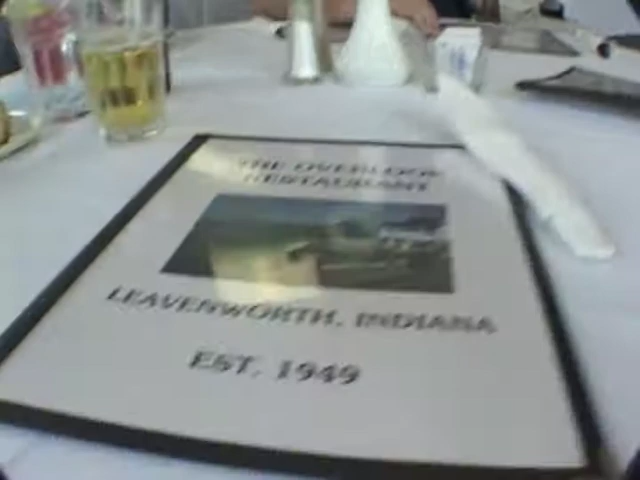 THE OVERLOOK
RESTAURANT
LEAVENWORTH, INDIANA
EST. 1949